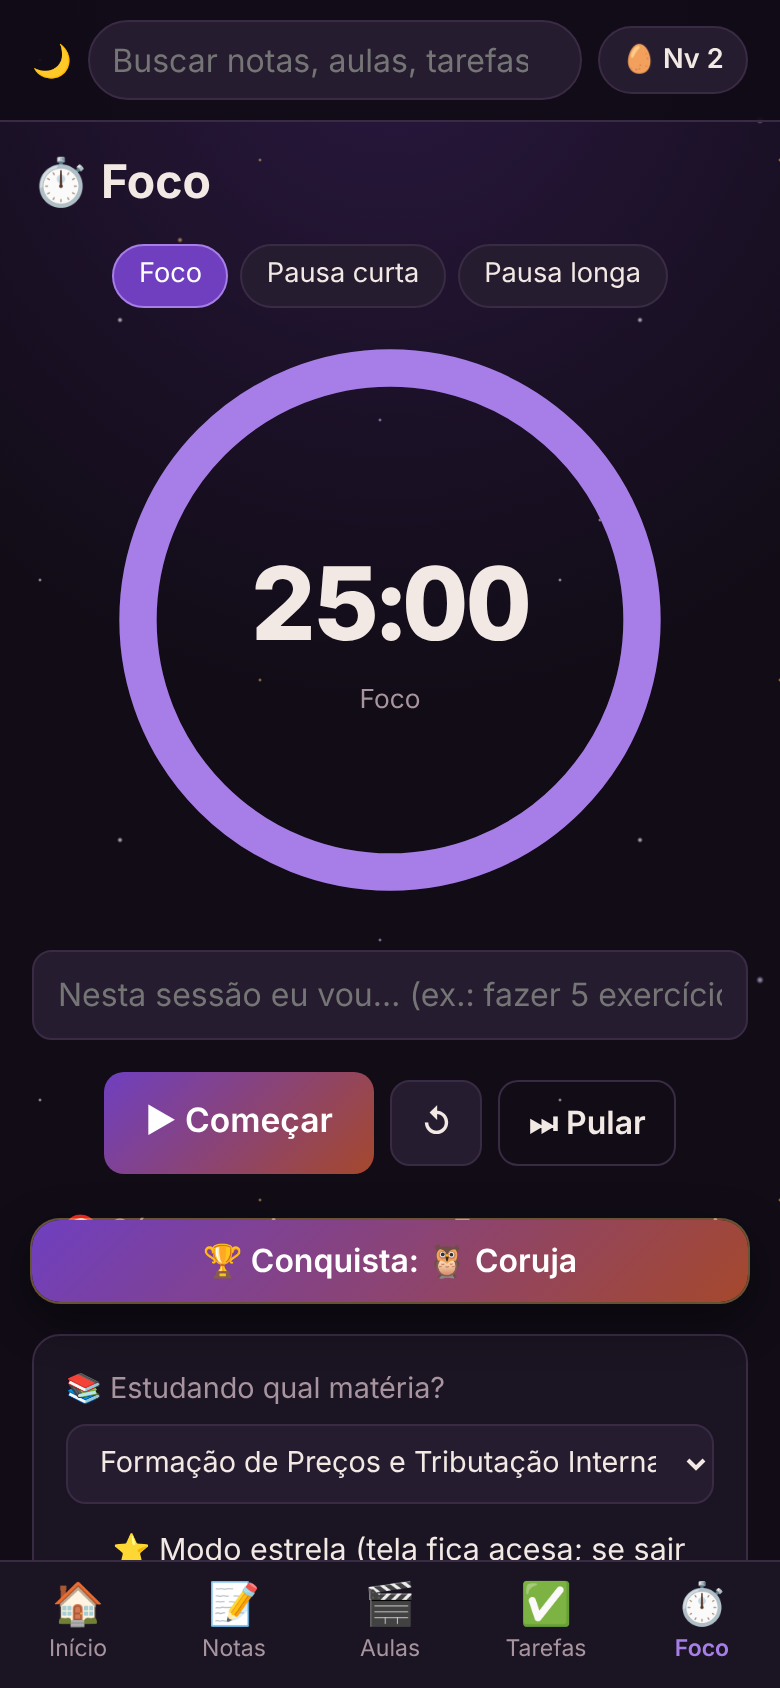 Buscar notas, aulas, tarefas
Nv 2
Foco
Foco
Pausa curta
Pausa longa
25:00
Foco
Nesta sessão eu vou... (ex.: fazer 5 exercíci
Começar
Pular
Conquista: Coruja
Estudando qual matéria?
Formação de Preços e Tributação Interna
Modo estrela (tela fica acesa; se sair
Início
Notas
Aulas
Tarefas
Foco